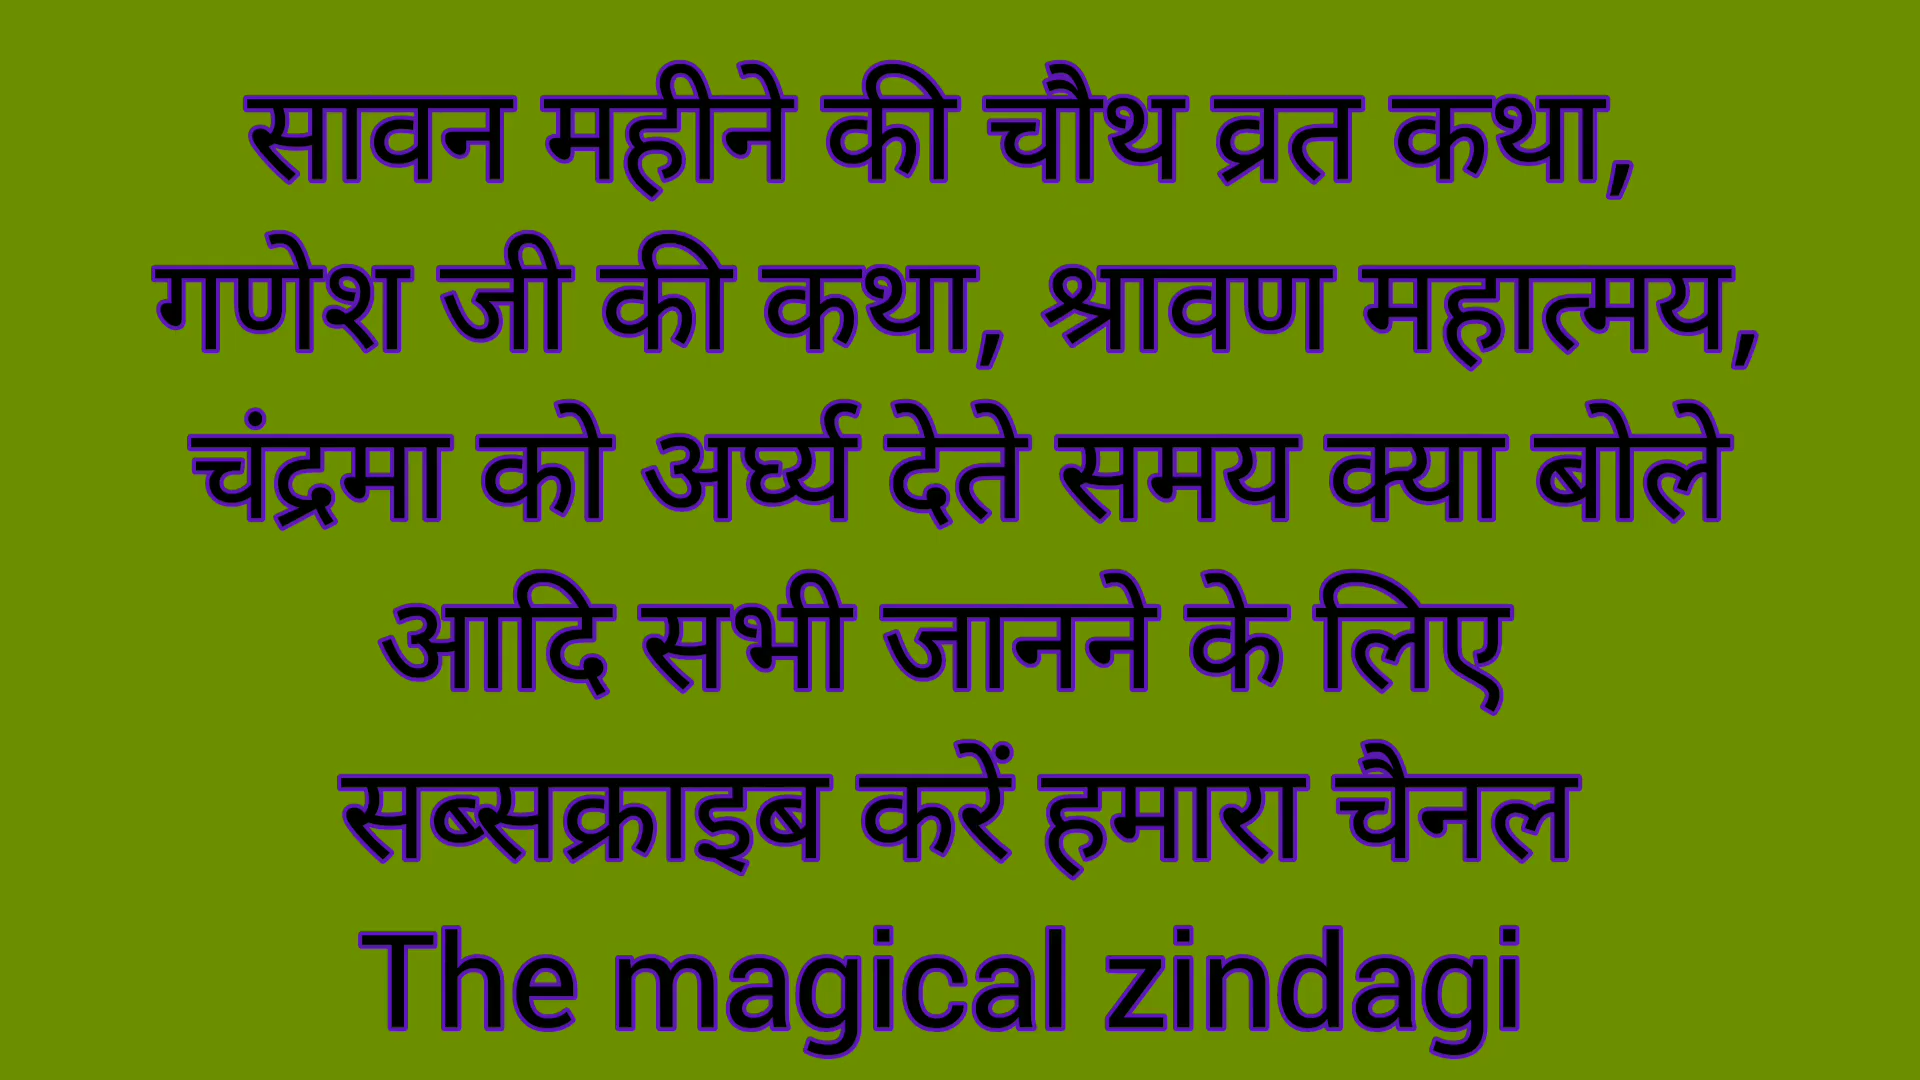 सावन महीने की चौथ व्रत कथा,
गणेश जी की कथा, श्रावण महात्मय,
चंद्रमा को अर्घ्य देते समय क्या बोले
आदि सभी जानने के लिए
सब्सक्राइब करें हमारा चैनल
The magical zindagi